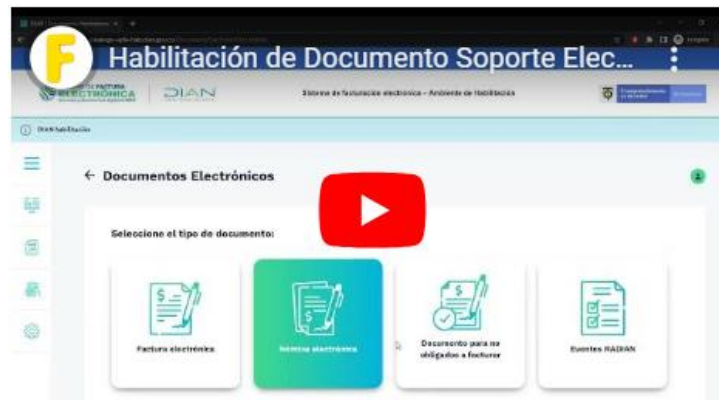 F
Habilitación de Documento Soporte Elec...
FACTURA
ELECTRÓNICA
DIAN
Sistema de facturación electrónica – Ambiente de Habilitación
DIAN habilitación
← Documentos Electrónicos
Seleccione el tipo de documento:
Factura electrónica
Nómina electrónica
Documento para no
obligados a facturar
Eventos RADIAN